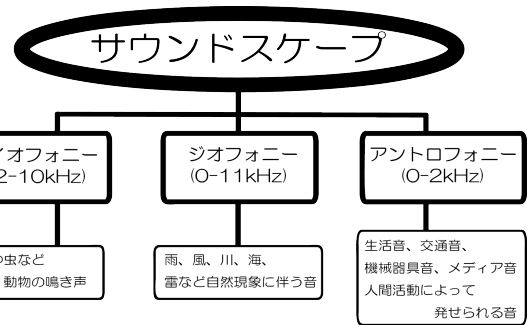 サウンドスケープ
イオフォニー
2-10kHz)
ジオフォニー
(0-11kHz)
アントロフォニー
(0-2kHz)
虫など
動物の鳴き声
雨、風、川、海、
雷など自然現象に伴う音
生活音、交通音、
機械器具音、メディア音
人間活動によって
発せられる音